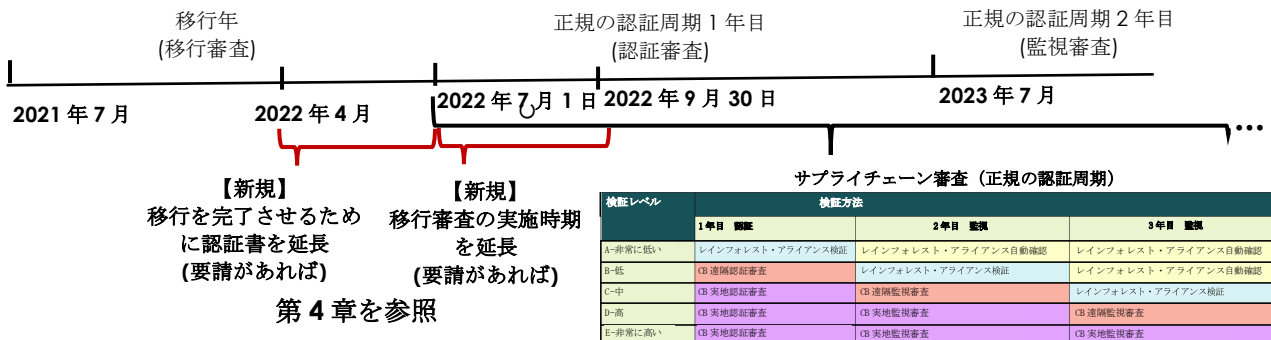 移行年
(移行審査)
正規の認証周期 1 年目
(認証審査)
正規の認証周期 2 年目
(監視審査)
2021 年 7 月
2022 年 4 月
2022 年 7 月 1 日
2022 年 9 月 30 日
2023 年 7 月
...
【新規】
移行を完了させるため
に認証書を延長
(要請があれば)
【新規】
移行審査の実施時期
を延長
(要請があれば)
第 4 章を参照
サプライチェーン審査（正規の認証周期）
検証レベル 検証方法
1年目 認証 2年目 監視 3年目 監視
A-非常に低い レインフォレスト・アライアンス検証 レインフォレスト・アライアンス自動確認 レインフォレスト・アライアンス自動確認
B-低 CB 遠隔認証審査 レインフォレスト・アライアンス検証 レインフォレスト・アライアンス自動確認
C-中 CB 実地認証審査 CB 遠隔監視審査 レインフォレスト・アライアンス検証
D-高 CB 実地認証審査 CB 実地監視審査 CB 遠隔監視審査
E-非常に高い CB 実地認証審査 CB 実地監視審査 CB 実地監視審査